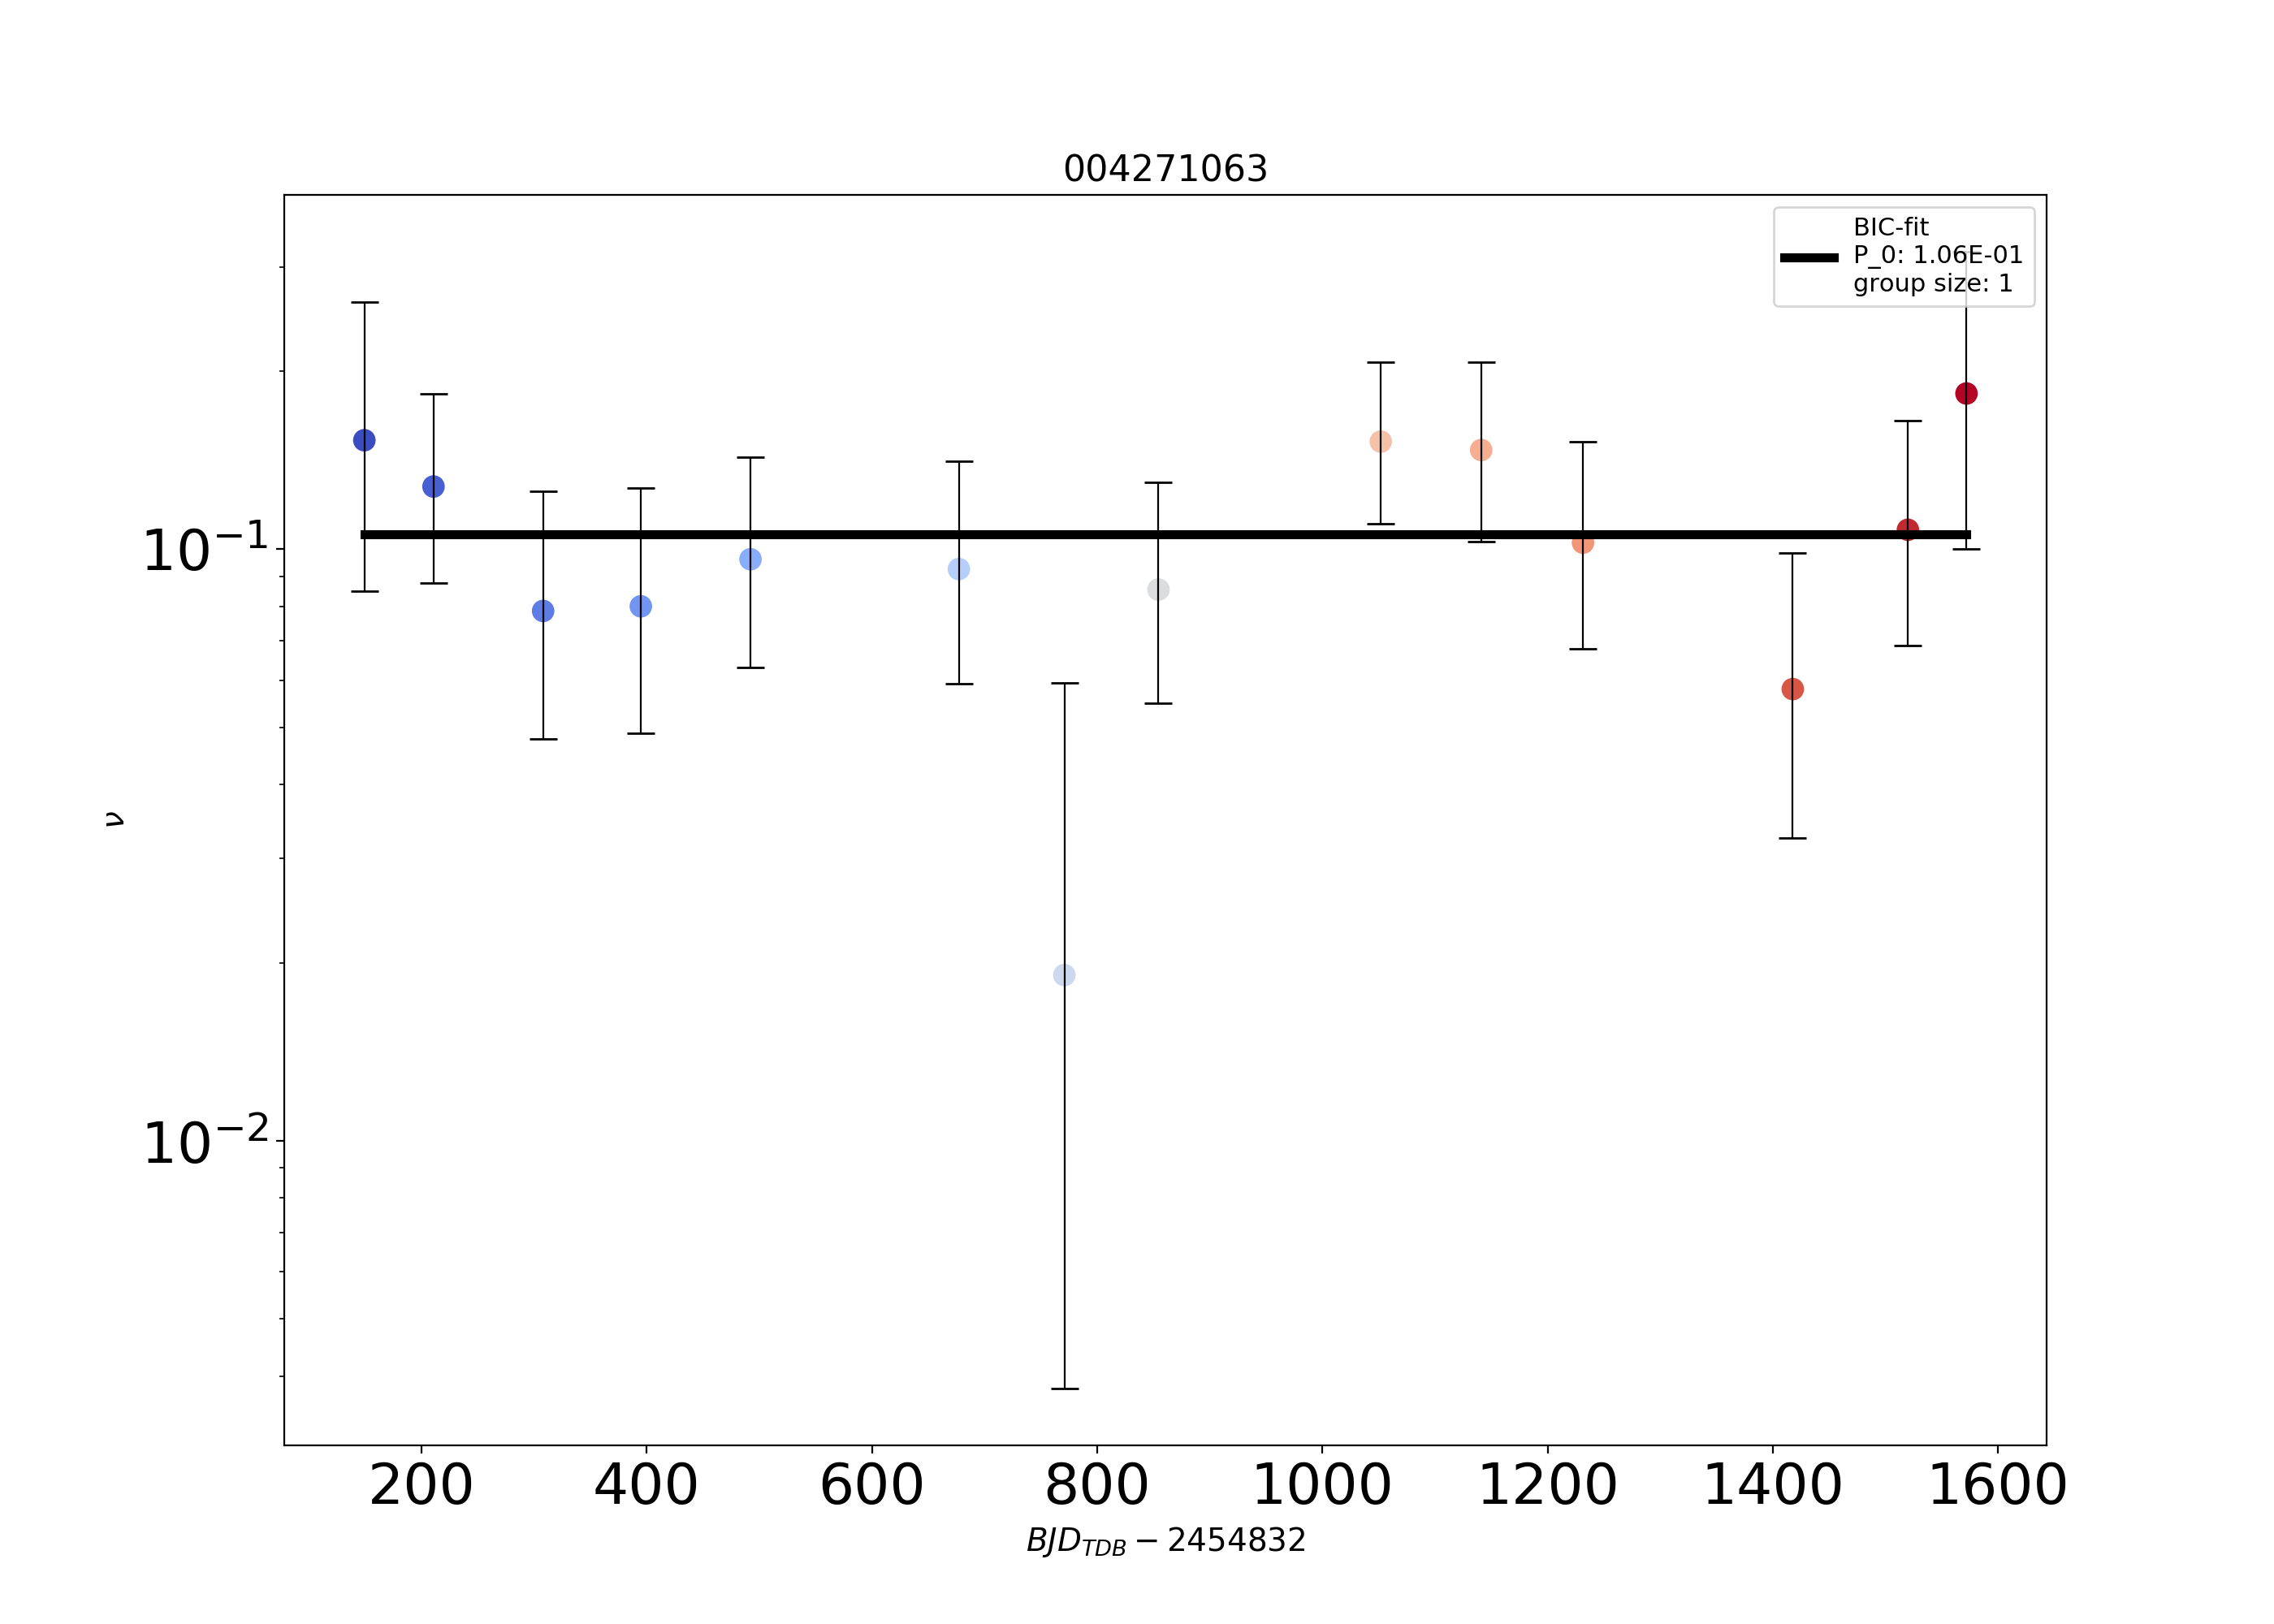 004271063
BIC-fit
P_0: 1.06E-01
group size: 1
10⁻¹
10⁻²
ν
200 400 600 800 1000 1200 1400 1600
BJD_TDB − 2454832